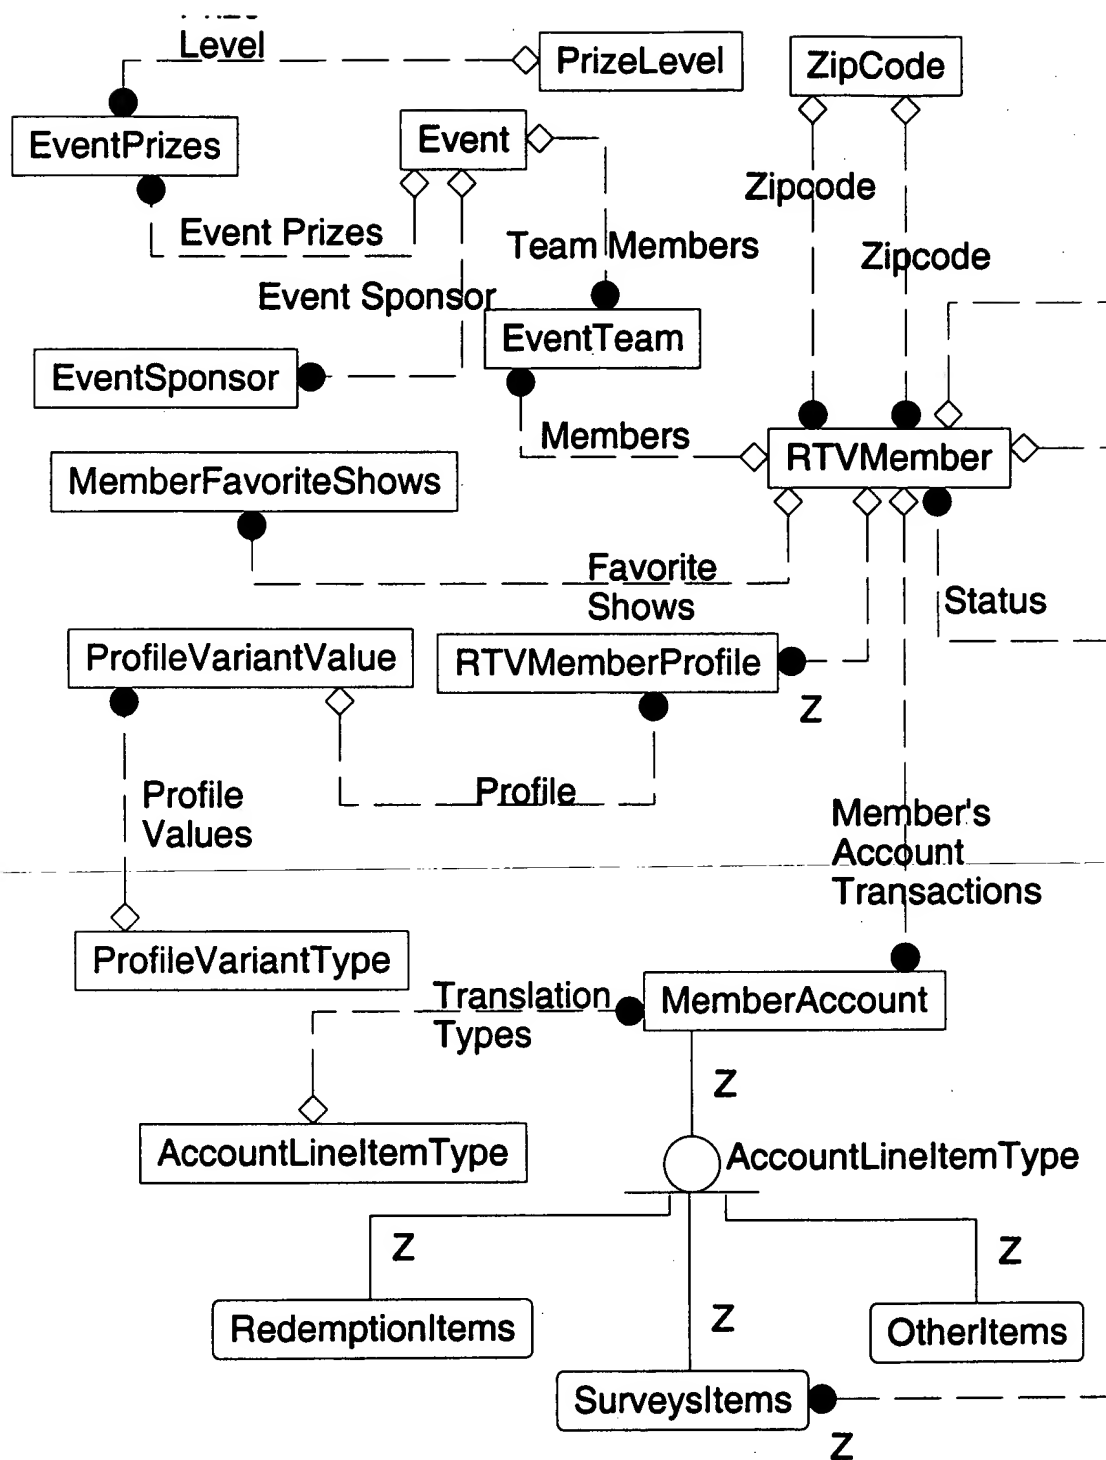 Level
PrizeLevel
ZipCode
EventPrizes
Event
Zipcode
Event Prizes
Team Members
Zipcode
Event Sponsor
EventTeam
EventSponsor
Members
RTVMember
MemberFavoriteShows
Favorite
Shows
Status
ProfileVariantValue
RTVMemberProfile
Z
Profile
Profile
Values
Member's
Account
Transactions
ProfileVariantType
Translation
Types
MemberAccount
Z
AccountLineItemType
AccountLineItemType
Z
Z
RedemptionItems
Z
OtherItems
SurveysItems
Z